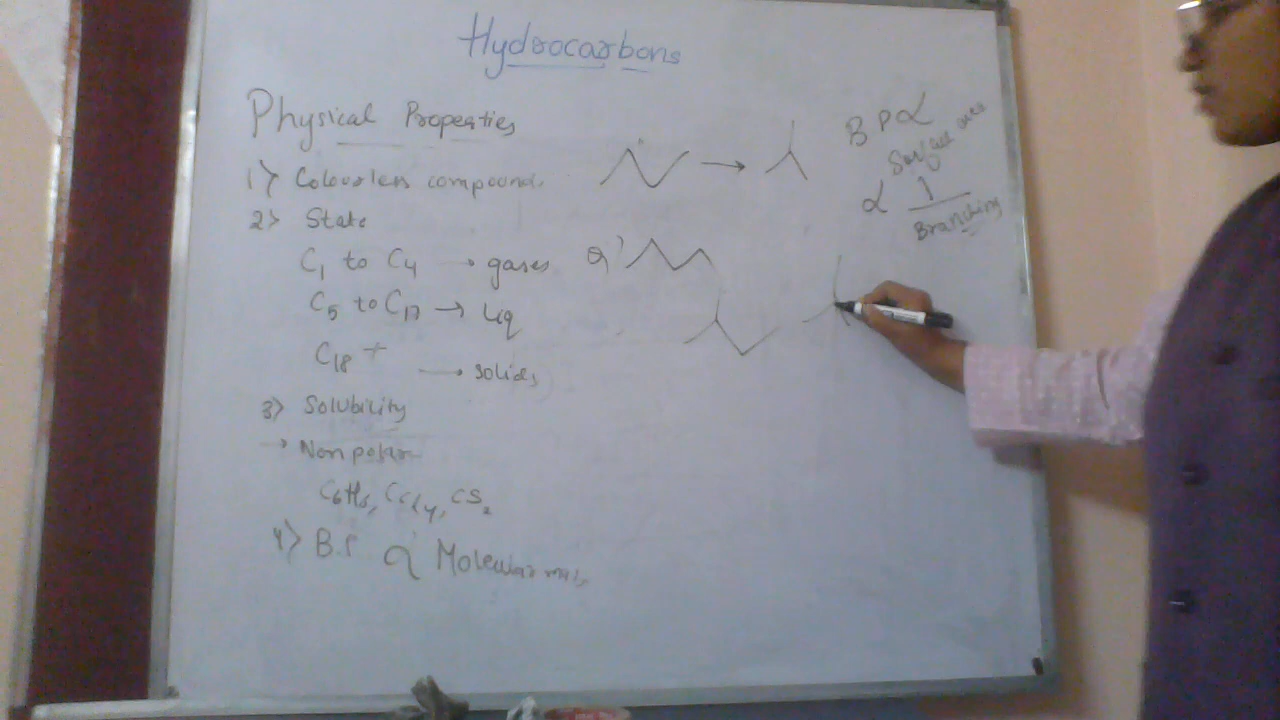 Hydrocarbons
Physical Properties
1) Colourless compounds
2) State
C1 to C4 → gases
C5 to C17 → liq
C18 + → solids
3) Solubility
→ Non polar
C6H6, CCl4, CS2
4) B.P ∝ Molecular mass
B P ∝ Surface area
∝ 1 / Branching
Q)